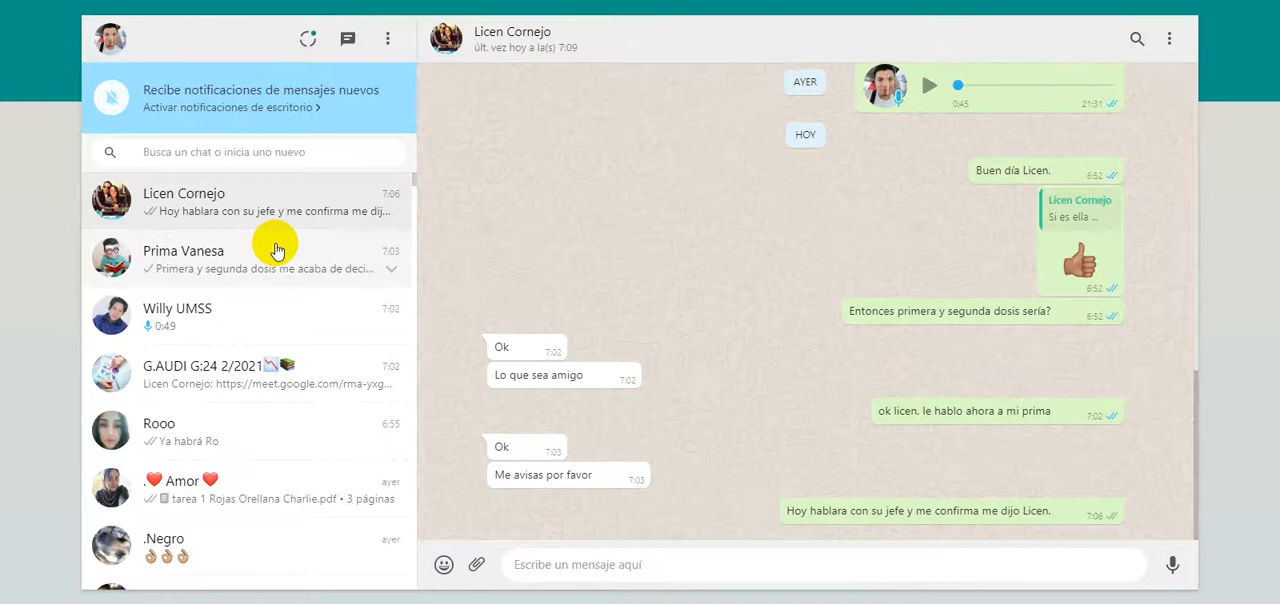 Recibe notificaciones de mensajes nuevos
Activar notificaciones de escritorio >
Busca un chat o inicia uno nuevo
Licen Cornejo 7:06
Hoy hablara con su jefe y me confirma me dij...
Prima Vanesa 7:03
Primera y segunda dosis me acaba de deci...
Willy UMSS 7:02
0:49
G.AUDI G:24 2/2021📉📚 7:02
Licen Cornejo: https://meet.google.com/rma-yxg...
Rooo 6:55
Ya habrá Ro
.❤️ Amor ❤️ ayer
tarea 1 Rojas Orellana Charlie.pdf • 3 páginas
.Negro ayer
👌🏽👌🏽👌🏽
Licen Cornejo
últ. vez hoy a la(s) 7:09
AYER
0:45 21:31
HOY
Buen día Licen. 6:52
Licen Cornejo
Si es ella ...
👍🏽
6:52
Entonces primera y segunda dosis sería? 6:52
Ok 7:02
Lo que sea amigo 7:02
ok licen. le hablo ahora a mi prima 7:02
Ok 7:03
Me avisas por favor 7:03
Hoy hablara con su jefe y me confirma me dijo Licen. 7:06
Escribe un mensaje aquí